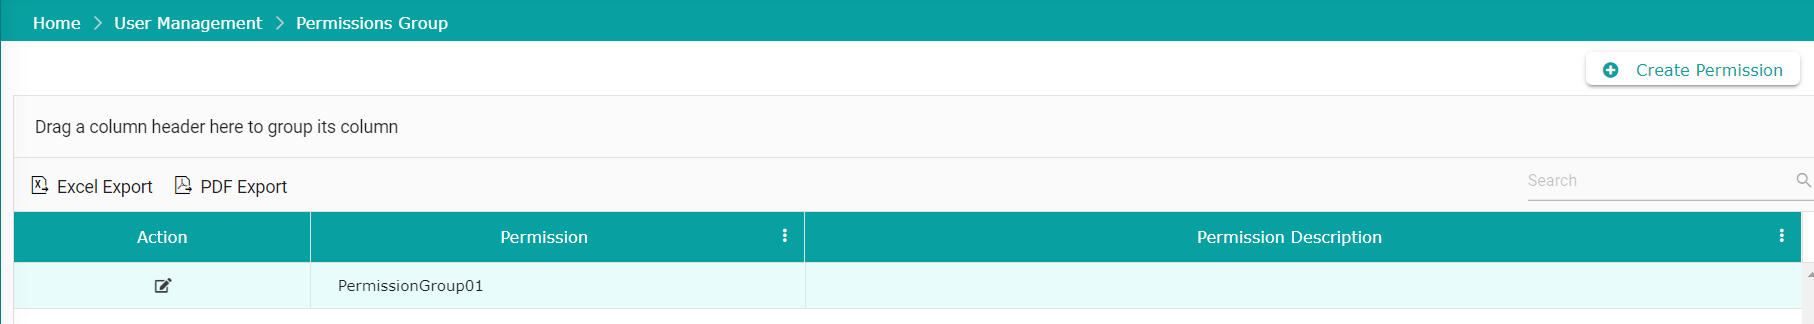 Home > User Management > Permissions Group
Create Permission
Drag a column header here to group its column
Excel Export PDF Export Search
Action Permission Permission Description
PermissionGroup01